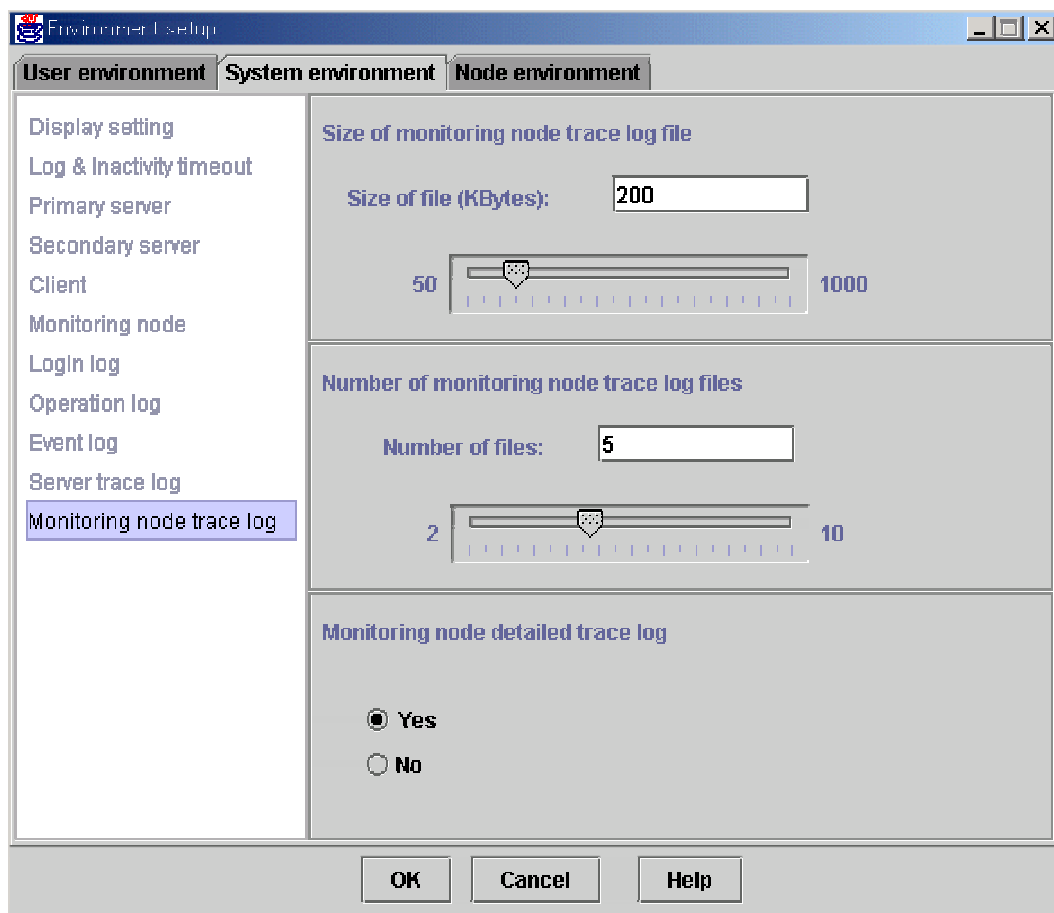 Environment setup
User environment
System environment
Node environment
Display setting
Log & Inactivity timeout
Primary server
Secondary server
Client
Monitoring node
Login log
Operation log
Event log
Server trace log
Monitoring node trace log
Size of monitoring node trace log file
Size of file (KBytes):
200
50
1000
Number of monitoring node trace log files
Number of files:
5
2
10
Monitoring node detailed trace log
Yes
No
OK
Cancel
Help